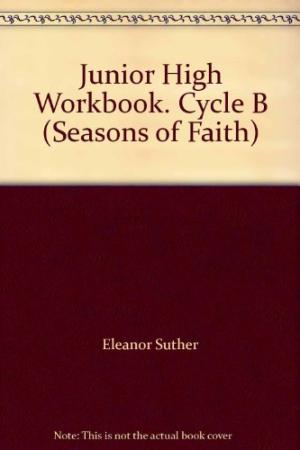 Junior High
Workbook. Cycle B
(Seasons of Faith)
Eleanor Suther
Note: This is not the actual book cover